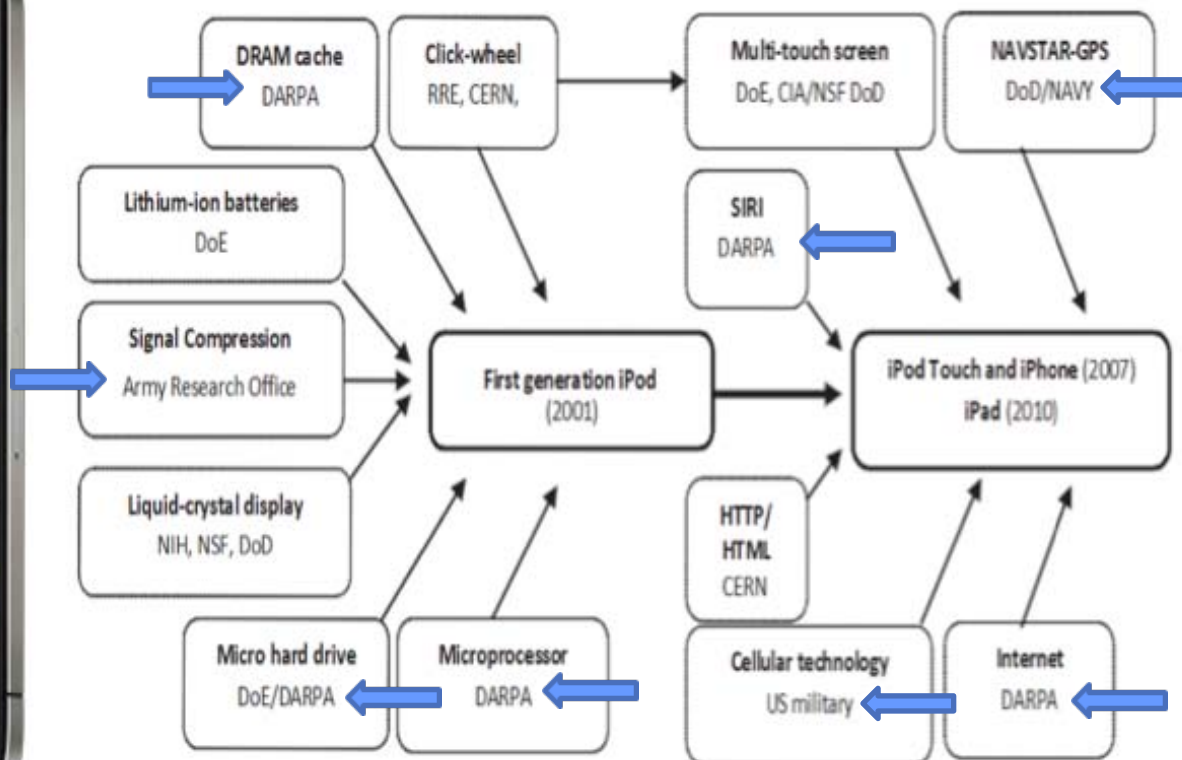 DRAM cache
DARPA
Click-wheel
RRE, CERN,
Multi-touch screen
DoE, CIA/NSF DoD
NAVSTAR-GPS
DoD/NAVY
Lithium-ion batteries
DoE
SIRI
DARPA
Signal Compression
Army Research Office
First generation iPod
(2001)
iPod Touch and iPhone (2007)
iPad (2010)
Liquid-crystal display
NIH, NSF, DoD
HTTP/
HTML
CERN
Micro hard drive
DoE/DARPA
Microprocessor
DARPA
Cellular technology
US military
Internet
DARPA